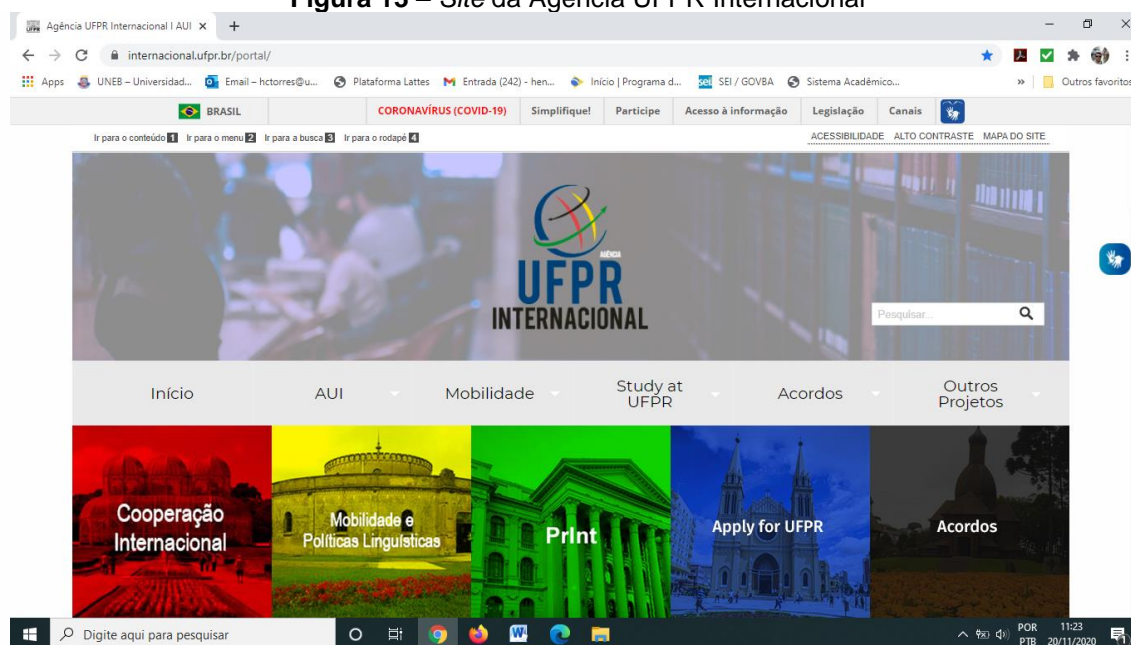 Figura 15 – Site da Agência UFPR Internacional
Agência UFPR Internacional I AUI
internacional.ufpr.br/portal/
Apps UNEB – Universidad... Email – hctorres@u... Plataforma Lattes Entrada (242) - hen... Início | Programa d... sei SEI / GOVBA Sistema Acadêmico... » Outros favoritos
BRASIL CORONAVÍRUS (COVID-19) Simplifique! Participe Acesso à informação Legislação Canais
Ir para o conteúdo 1 Ir para o menu 2 Ir para a busca 3 Ir para o rodapé 4 ACESSIBILIDADE ALTO CONTRASTE MAPA DO SITE
AGÊNCIA
UFPR
INTERNACIONAL
Pesquisar...
Início AUI Mobilidade Study at UFPR Acordos Outros Projetos
Cooperação
Internacional
Mobilidade e
Políticas Linguísticas
PrInt
Apply for UFPR
Acordos
Digite aqui para pesquisar
POR 11:23
PTB 20/11/2020